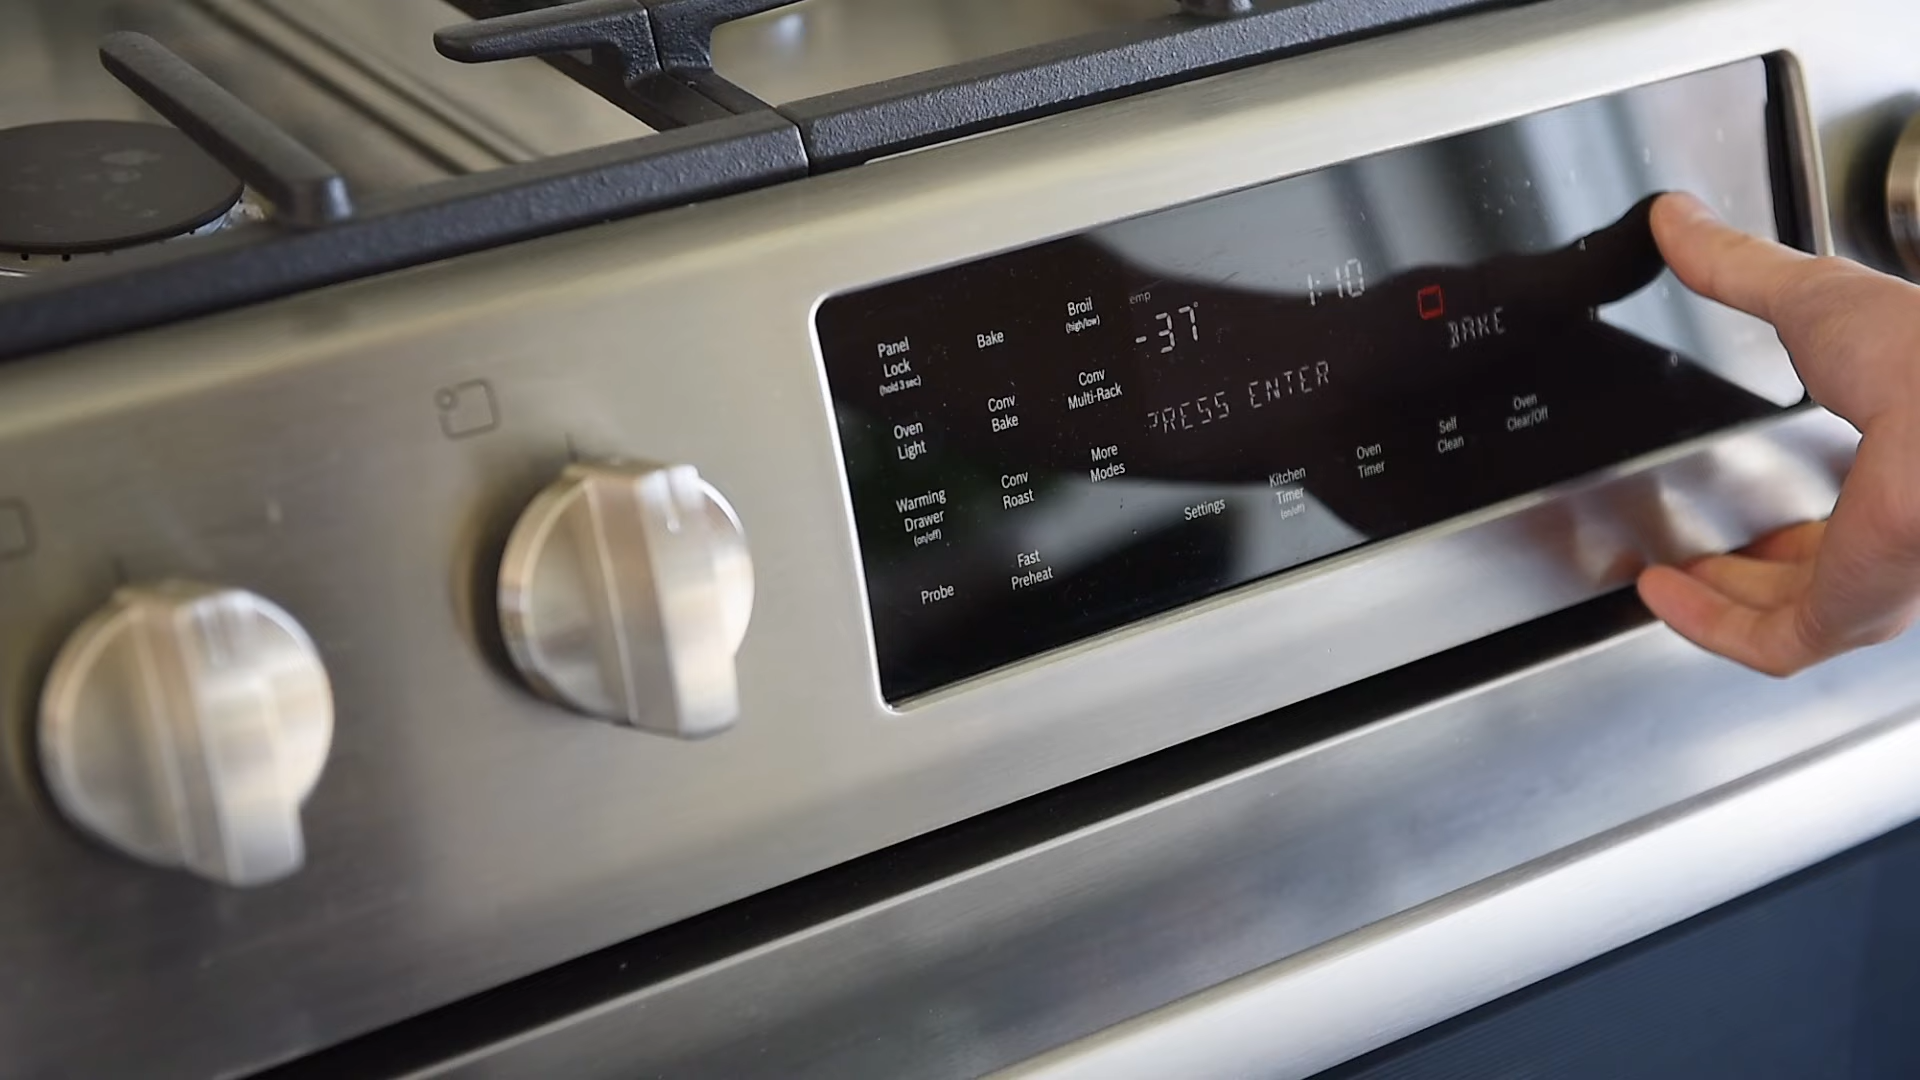 Panel
Lock
(hold 3 sec)
Bake
Broil
(high/low)
-37°
1:10
BAKE
Oven
Light
Conv
Bake
Conv
Multi-Rack
PRESS ENTER
Warming
Drawer
(on/off)
Conv
Roast
More
Modes
Settings
Kitchen
Timer
(on/off)
Oven
Timer
Self
Clean
Oven
Clear/Off
Probe
Fast
Preheat